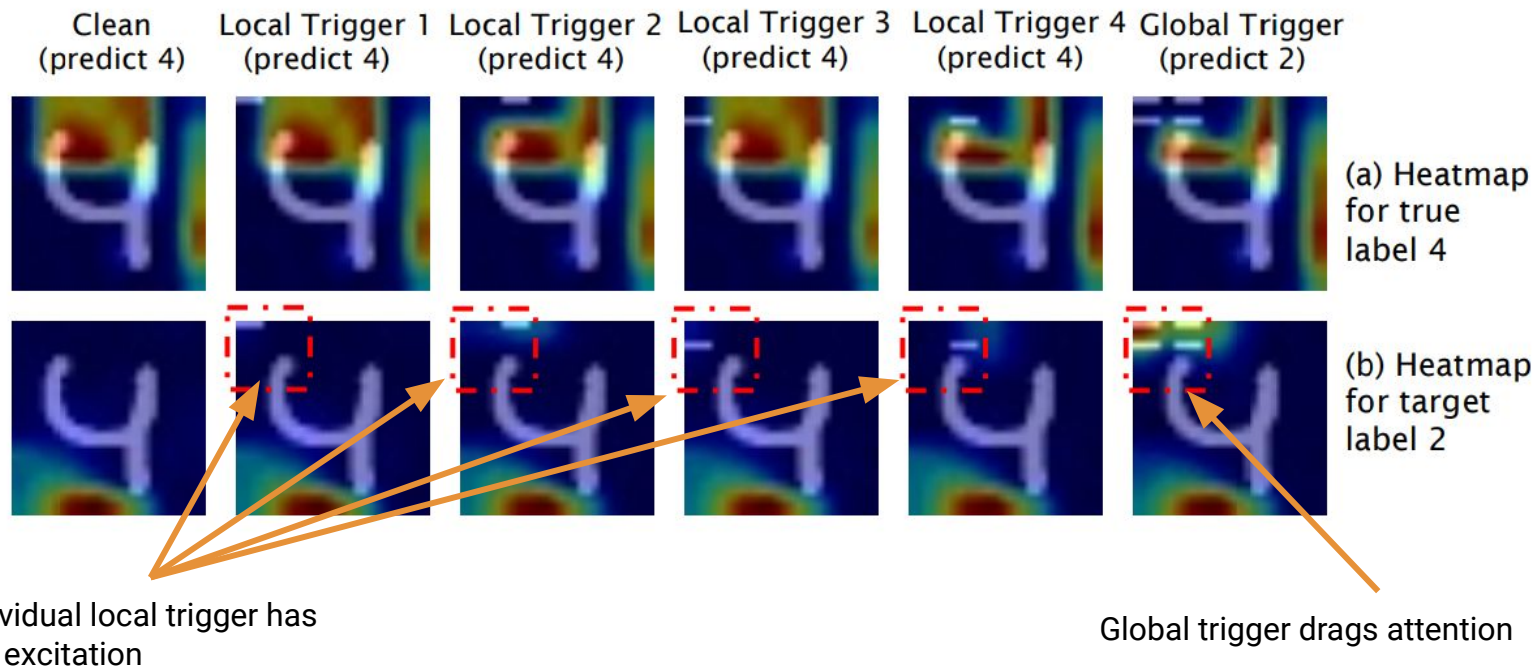 Clean
(predict 4)
Local Trigger 1
(predict 4)
Local Trigger 2
(predict 4)
Local Trigger 3
(predict 4)
Local Trigger 4
(predict 4)
Global Trigger
(predict 2)
(a) Heatmap
for true
label 4
(b) Heatmap
for target
label 2
vidual local trigger has
excitation
Global trigger drags attention